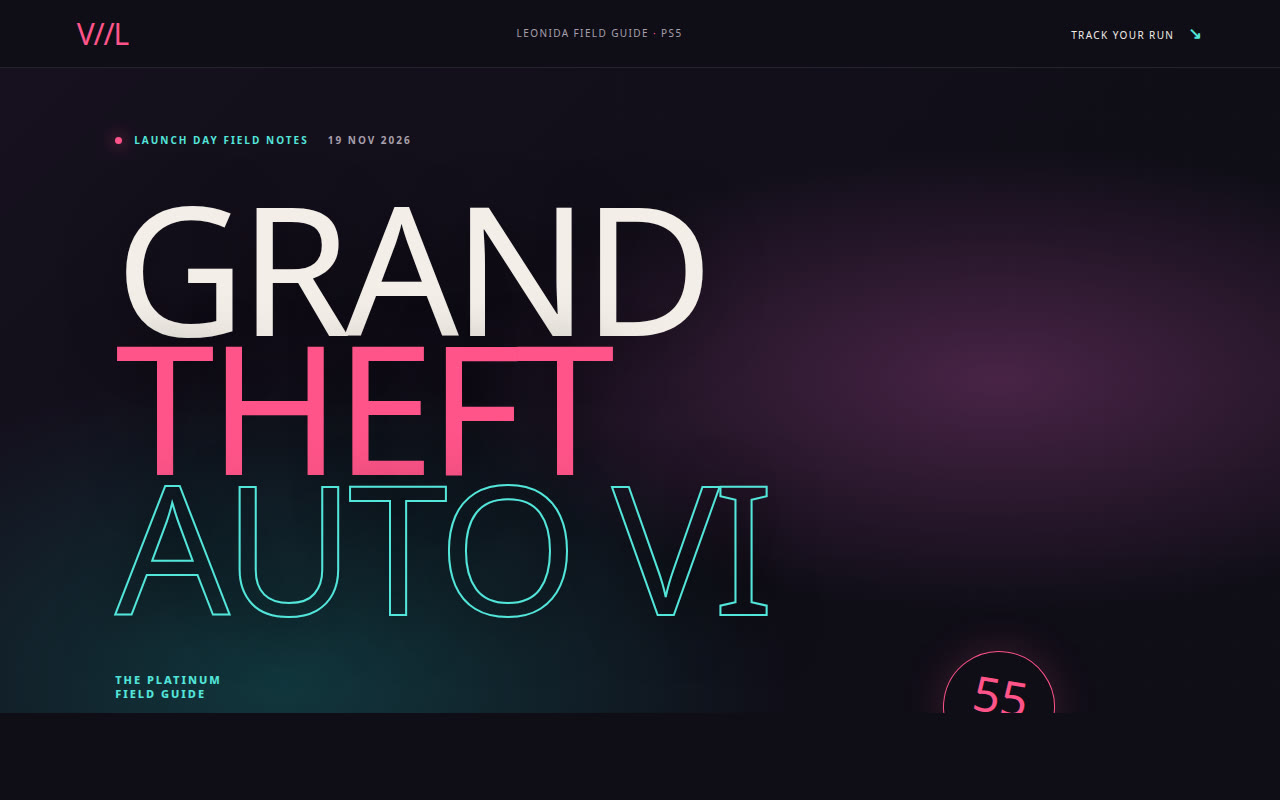 V//L
LEONIDA FIELD GUIDE · PS5
TRACK YOUR RUN ↘
LAUNCH DAY FIELD NOTES 19 NOV 2026
GRAND
THEFT
AUTO VI
THE PLATINUM
FIELD GUIDE
55